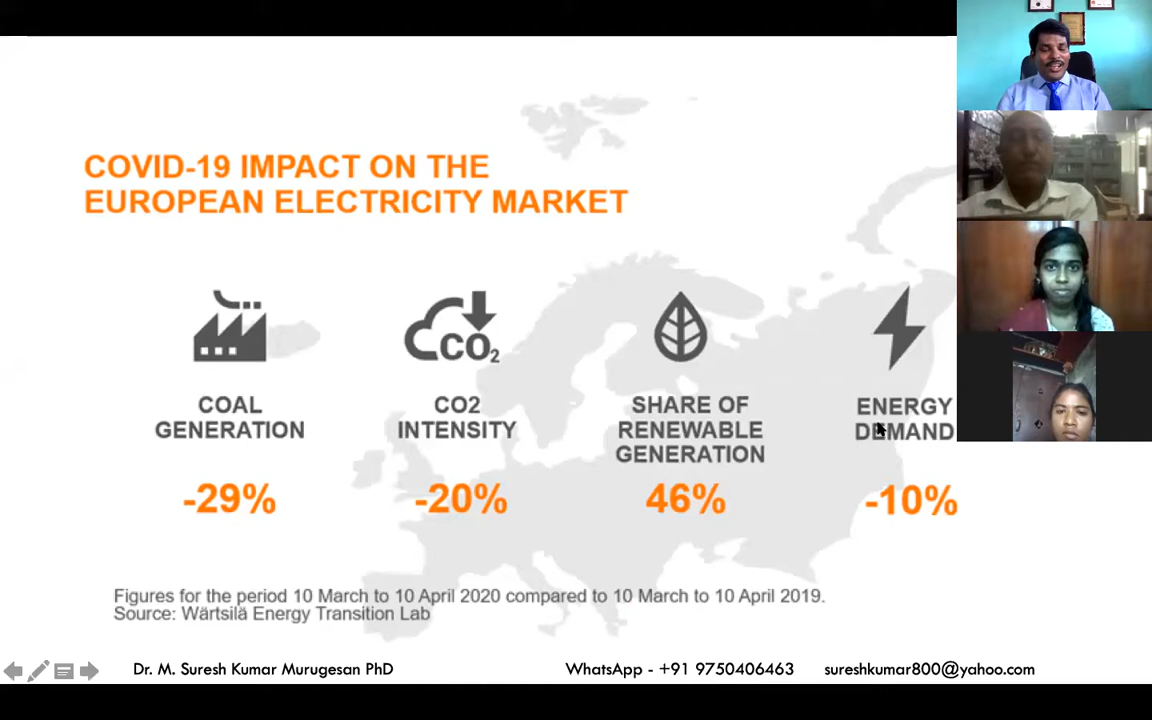 COVID-19 IMPACT ON THE
EUROPEAN ELECTRICITY MARKET
CO2
COAL
GENERATION
-29%
CO2
INTENSITY
-20%
SHARE OF
RENEWABLE
GENERATION
46%
ENERGY
DEMAND
-10%
Figures for the period 10 March to 10 April 2020 compared to 10 March to 10 April 2019.
Source: Wärtsilä Energy Transition Lab
Dr. M. Suresh Kumar Murugesan PhD
WhatsApp - +91 9750406463
sureshkumar800@yahoo.com